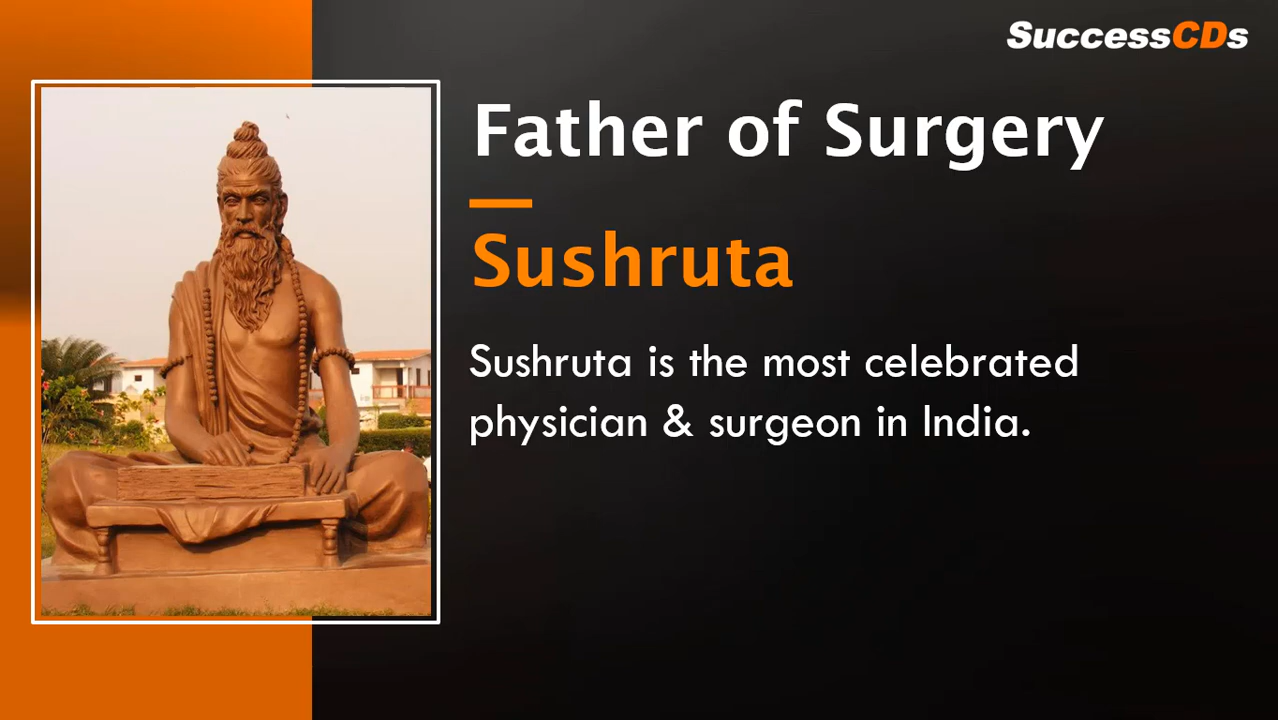 SuccessCDs
Father of Surgery
Sushruta
Sushruta is the most celebrated
physician & surgeon in India.